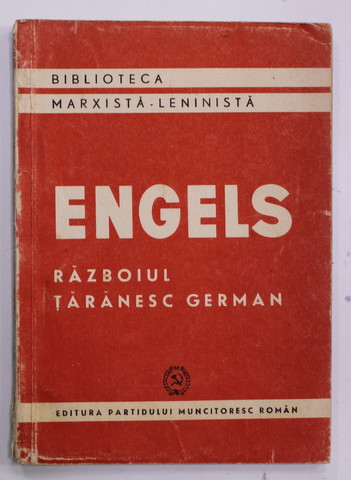 BIBLIOTECA
MARXISTĂ-LENINISTĂ
ENGELS
RĂZBOIUL
ȚĂRĂNESC GERMAN
EDITURA PARTIDULUI MUNCITORESC ROMÂN